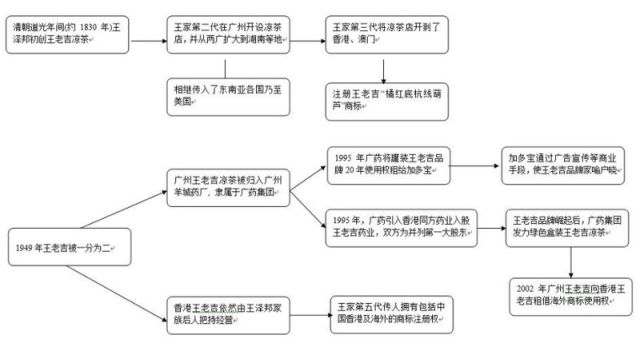 清朝道光年间(约 1830 年)王
泽邦初创王老吉凉茶
王家第二代在广州开设凉茶
店，并从两广扩大到湖南等地
王家第三代将凉茶店开到了
香港、澳门
相继传入了东南亚各国乃至
美国
注册王老吉“橘红底杭线葫
芦”商标
1949 年王老吉被一分为二
广州王老吉凉茶被归入广州
羊城药厂，隶属于广药集团
1995 年广药将罐装王老吉品
牌 20 年使用权租给加多宝
加多宝通过广告宣传等商业
手段，使王老吉品牌家喻户晓
1995年，广药引入香港同方药业入股
王老吉药业，双方为并列第一大股东
王老吉品牌崛起后，广药集团
发力绿色盒装王老吉凉茶
2002 年广州王老吉向香港王
老吉租借海外商标使用权
香港王老吉依然由王泽邦家
族后人把持经营
王家第五代传人拥有包括中
国香港及海外的商标注册权